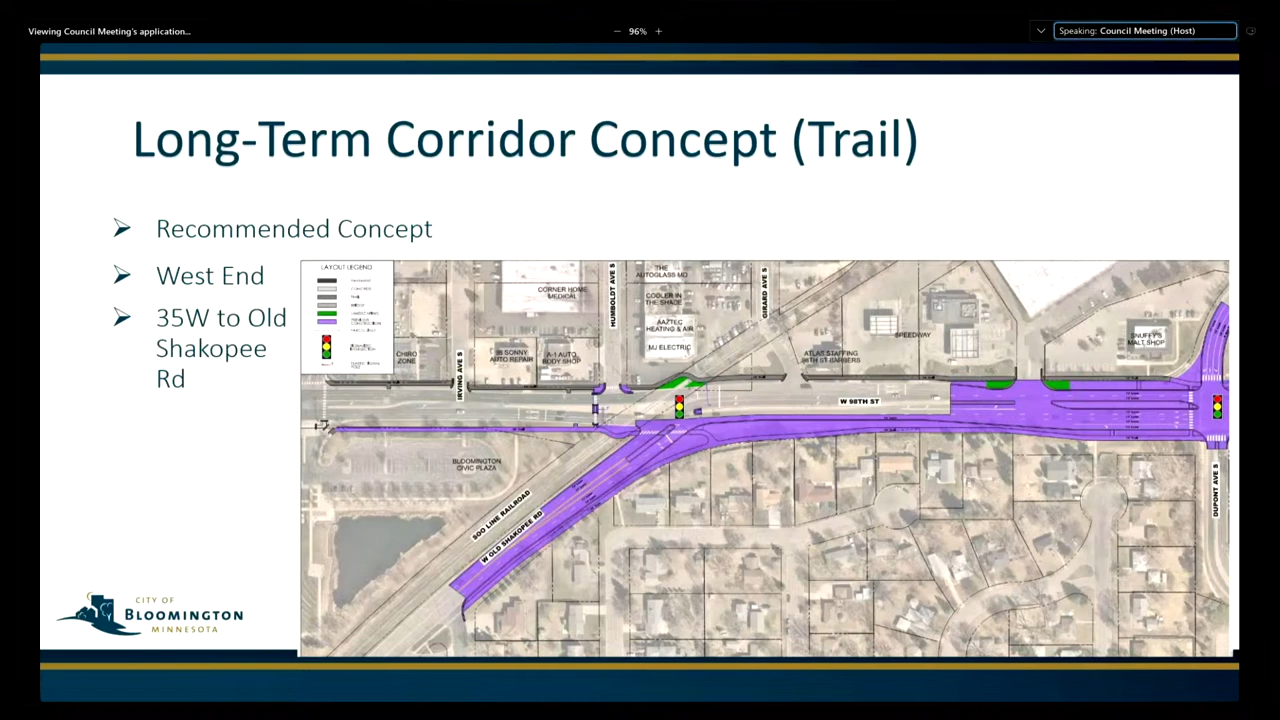 Viewing Council Meeting's application...
96%
Speaking: Council Meeting (Host)
Long-Term Corridor Concept (Trail)
Recommended Concept
West End
35W to Old
Shakopee
Rd
LAYOUT LEGEND
CHIRO
ZONE
IRVING AVE S
CORNER HOME
MEDICAL
SONNY
AUTO REPAIR
A-1 AUTO
BODY SHOP
HUMBOLDT AVE S
THE
AUTOGLASS MD
COOLER IN
THE SHADE
AAZTEC
HEATING & AIR
MJ ELECTRIC
GIRARD AVE S
ATLAS STAFFING
98TH ST BARBERS
SPEEDWAY
SNUFFY'S
MALT SHOP
W 98TH ST
BLOOMINGTON
CIVIC PLAZA
SOO LINE RAILROAD
W OLD SHAKOPEE RD
DUPONT AVE S
CITY OF
BLOOMINGTON
MINNESOTA